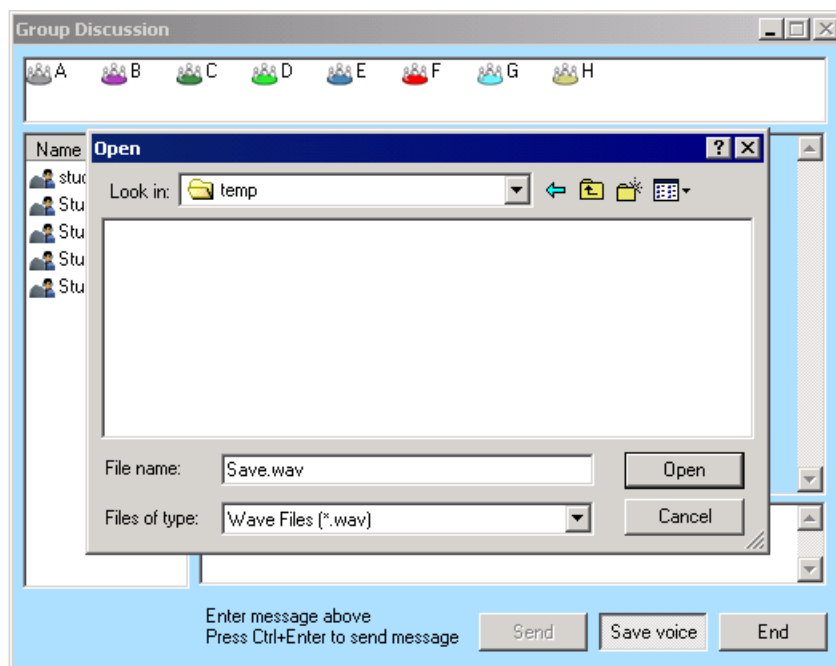 Group Discussion
A B C D E F G H
Name
Open
Look in: temp
stud
Stu
Stu
Stu
Stu
File name: Save.wav
Open
Files of type: Wave Files (*.wav)
Cancel
Enter message above
Press Ctrl+Enter to send message
Send
Save voice
End